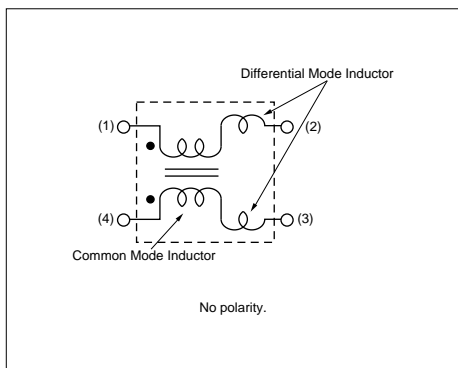 Differential Mode Inductor
(1)
(2)
(4)
(3)
Common Mode Inductor
No polarity.